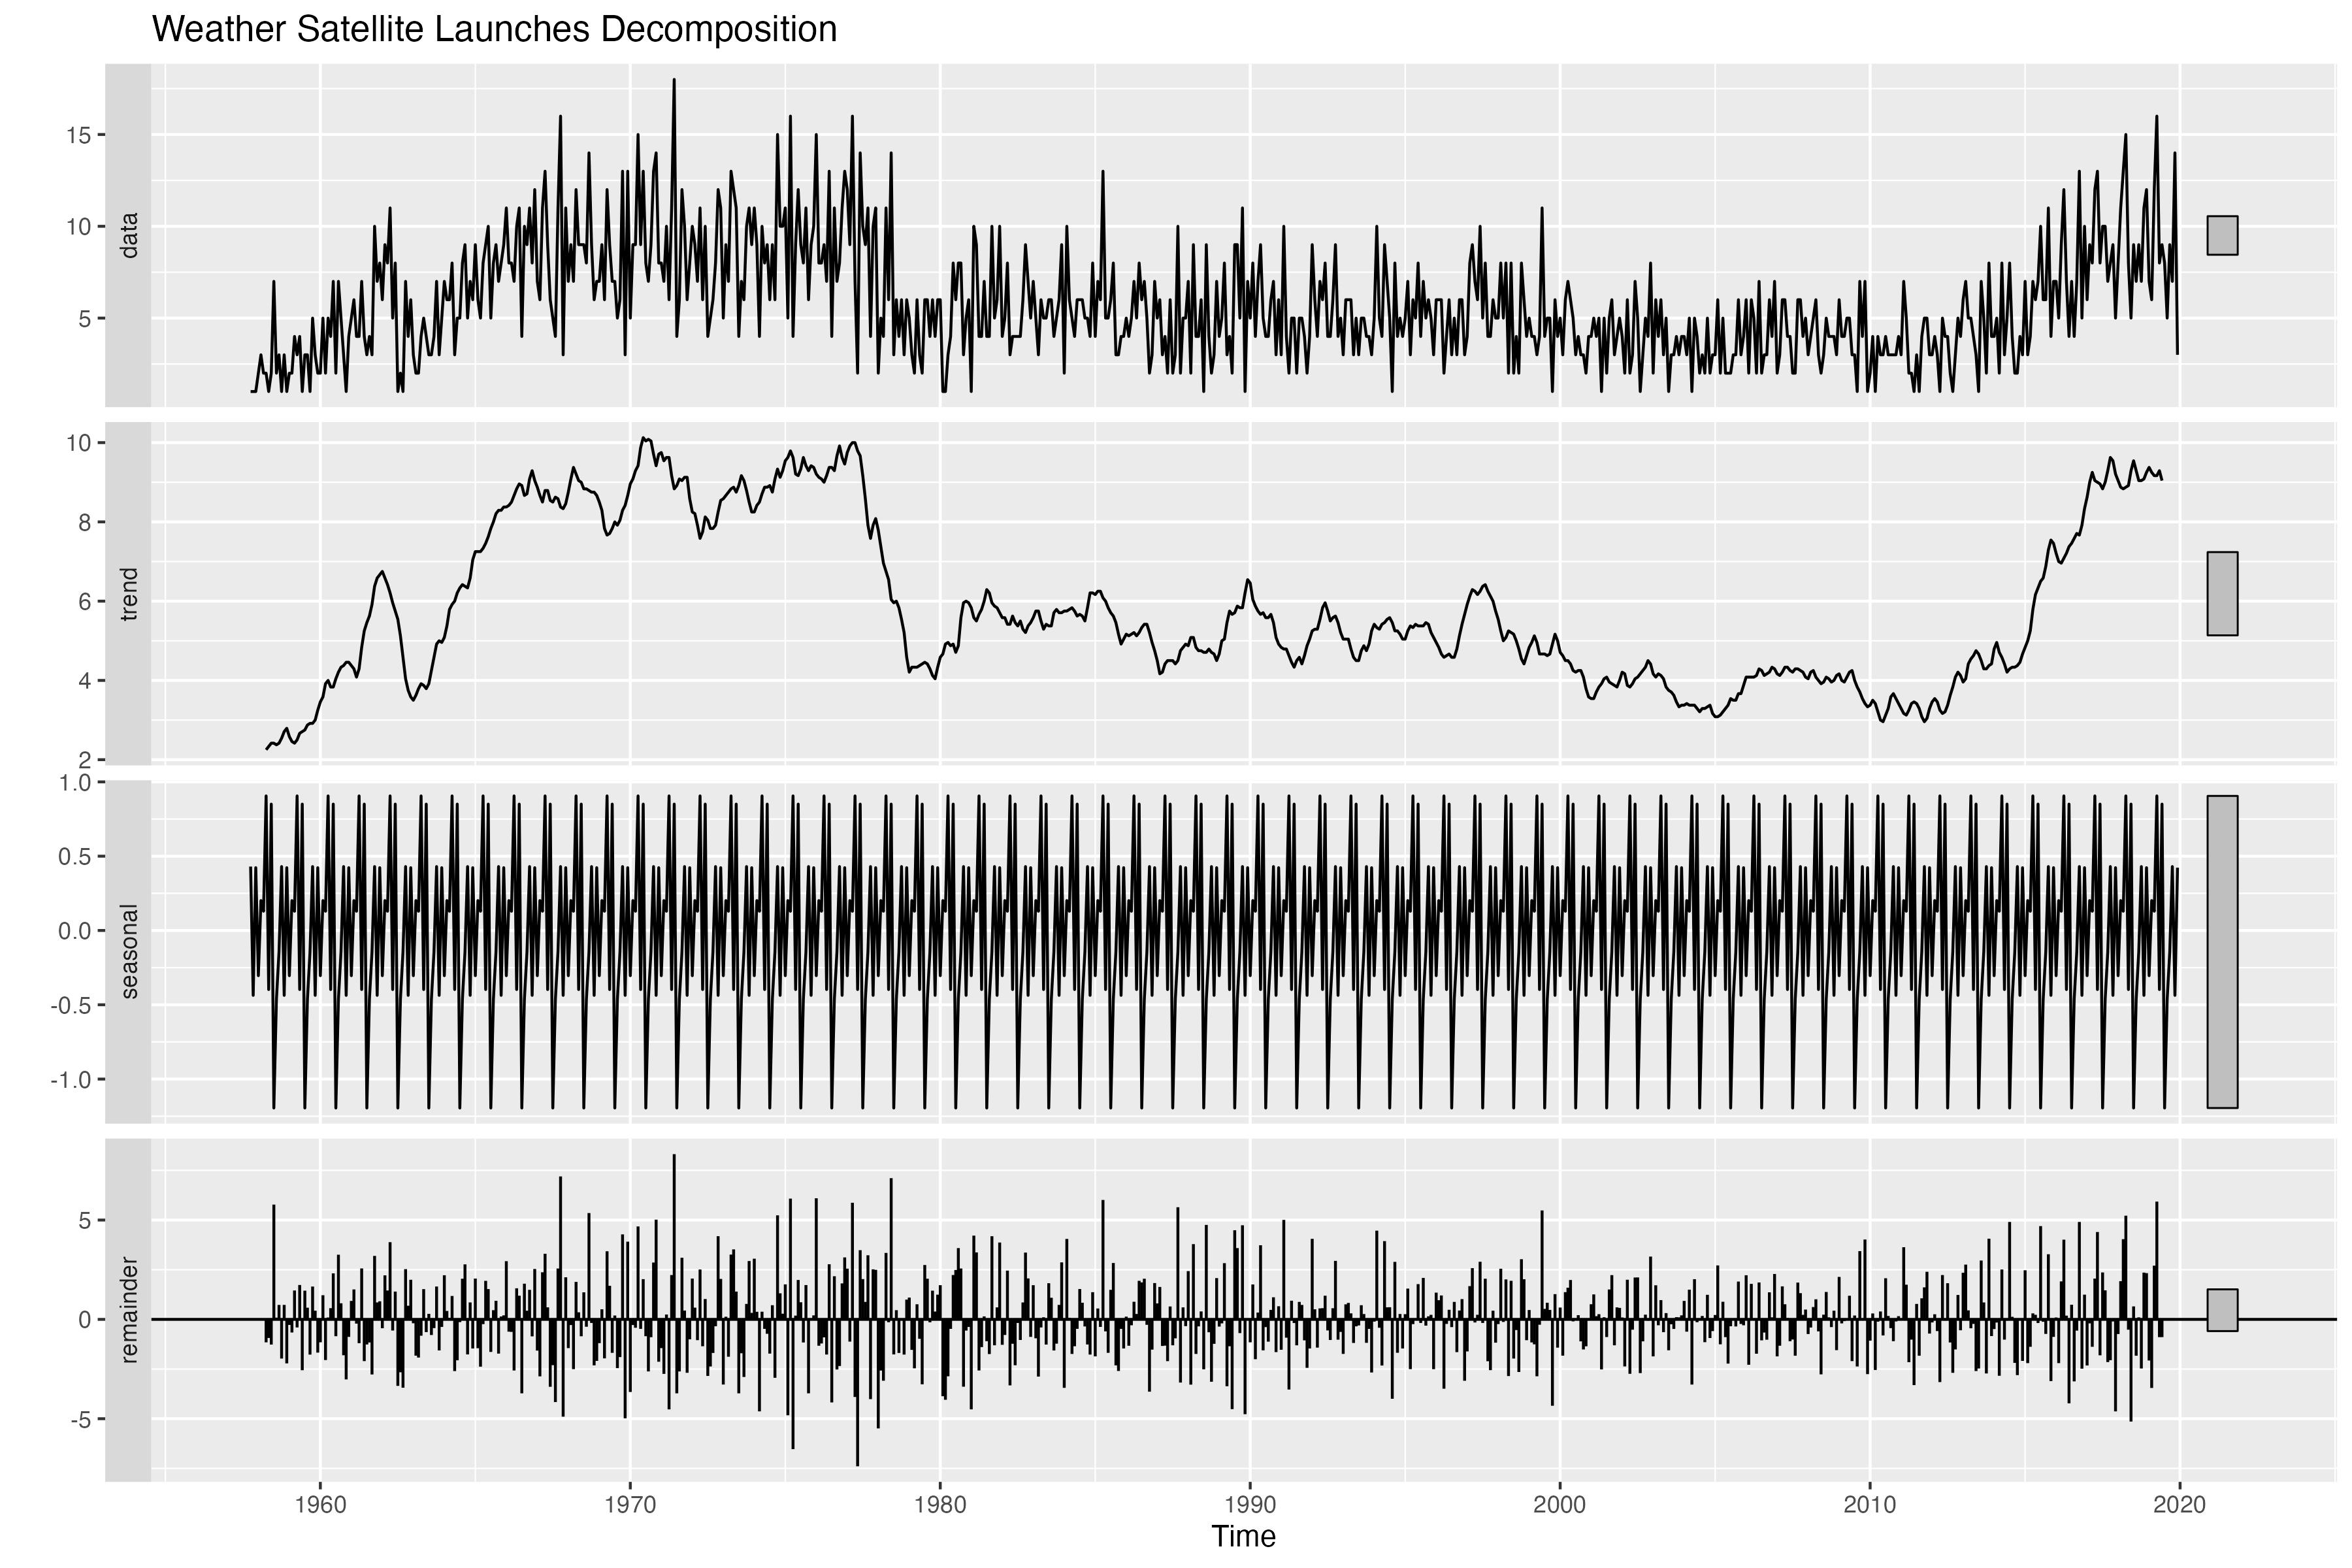 Weather Satellite Launches Decomposition
15
10
5
data
10
8
6
4
2
trend
1.0
0.5
0.0
-0.5
-1.0
seasonal
5
0
-5
remainder
1960 1970 1980 1990 2000 2010 2020
Time